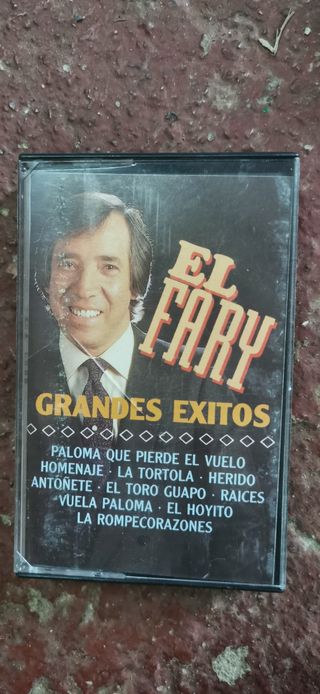 EL
FARY
GRANDES EXITOS
PALOMA QUE PIERDE EL VUELO
HOMENAJE · LA TORTOLA · HERIDO
ANTOÑETE · EL TORO GUAPO · RAICES
VUELA PALOMA · EL HOYITO
LA ROMPECORAZONES